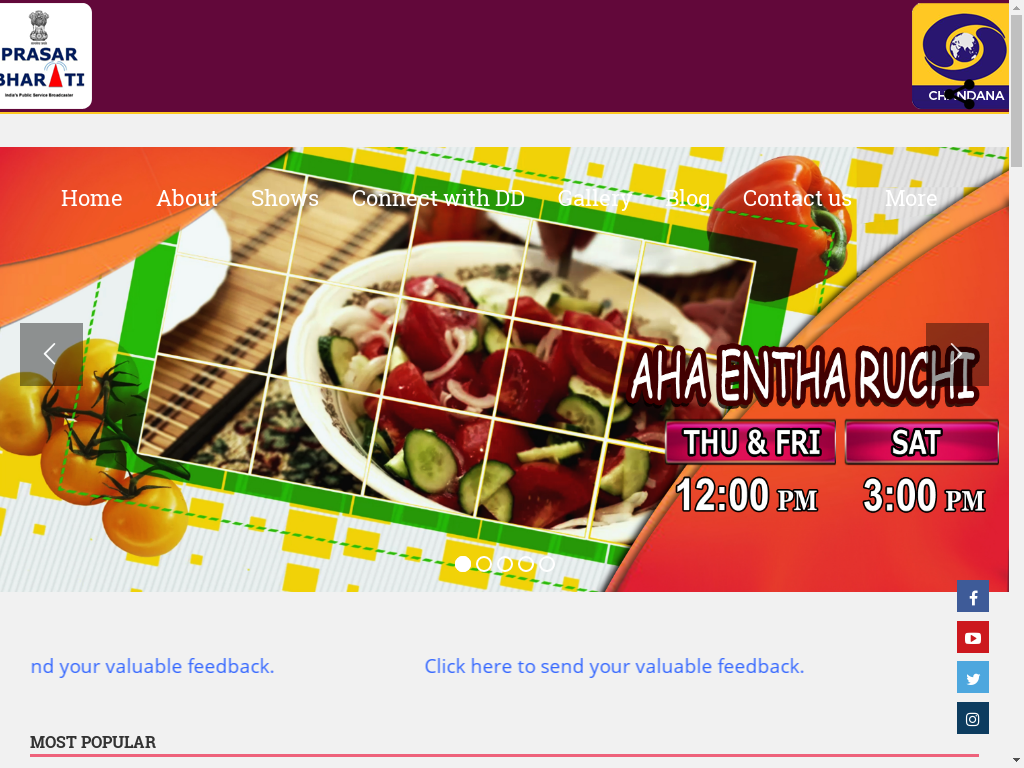 PRASAR
BHARATI
India's Public Service Broadcaster
CHANDANA
Home About Shows Connect with DD Gallery Blog Contact us More
AHA ENTHA RUCHI
THU & FRI SAT
12:00 PM 3:00 PM
nd your valuable feedback. Click here to send your valuable feedback.
MOST POPULAR